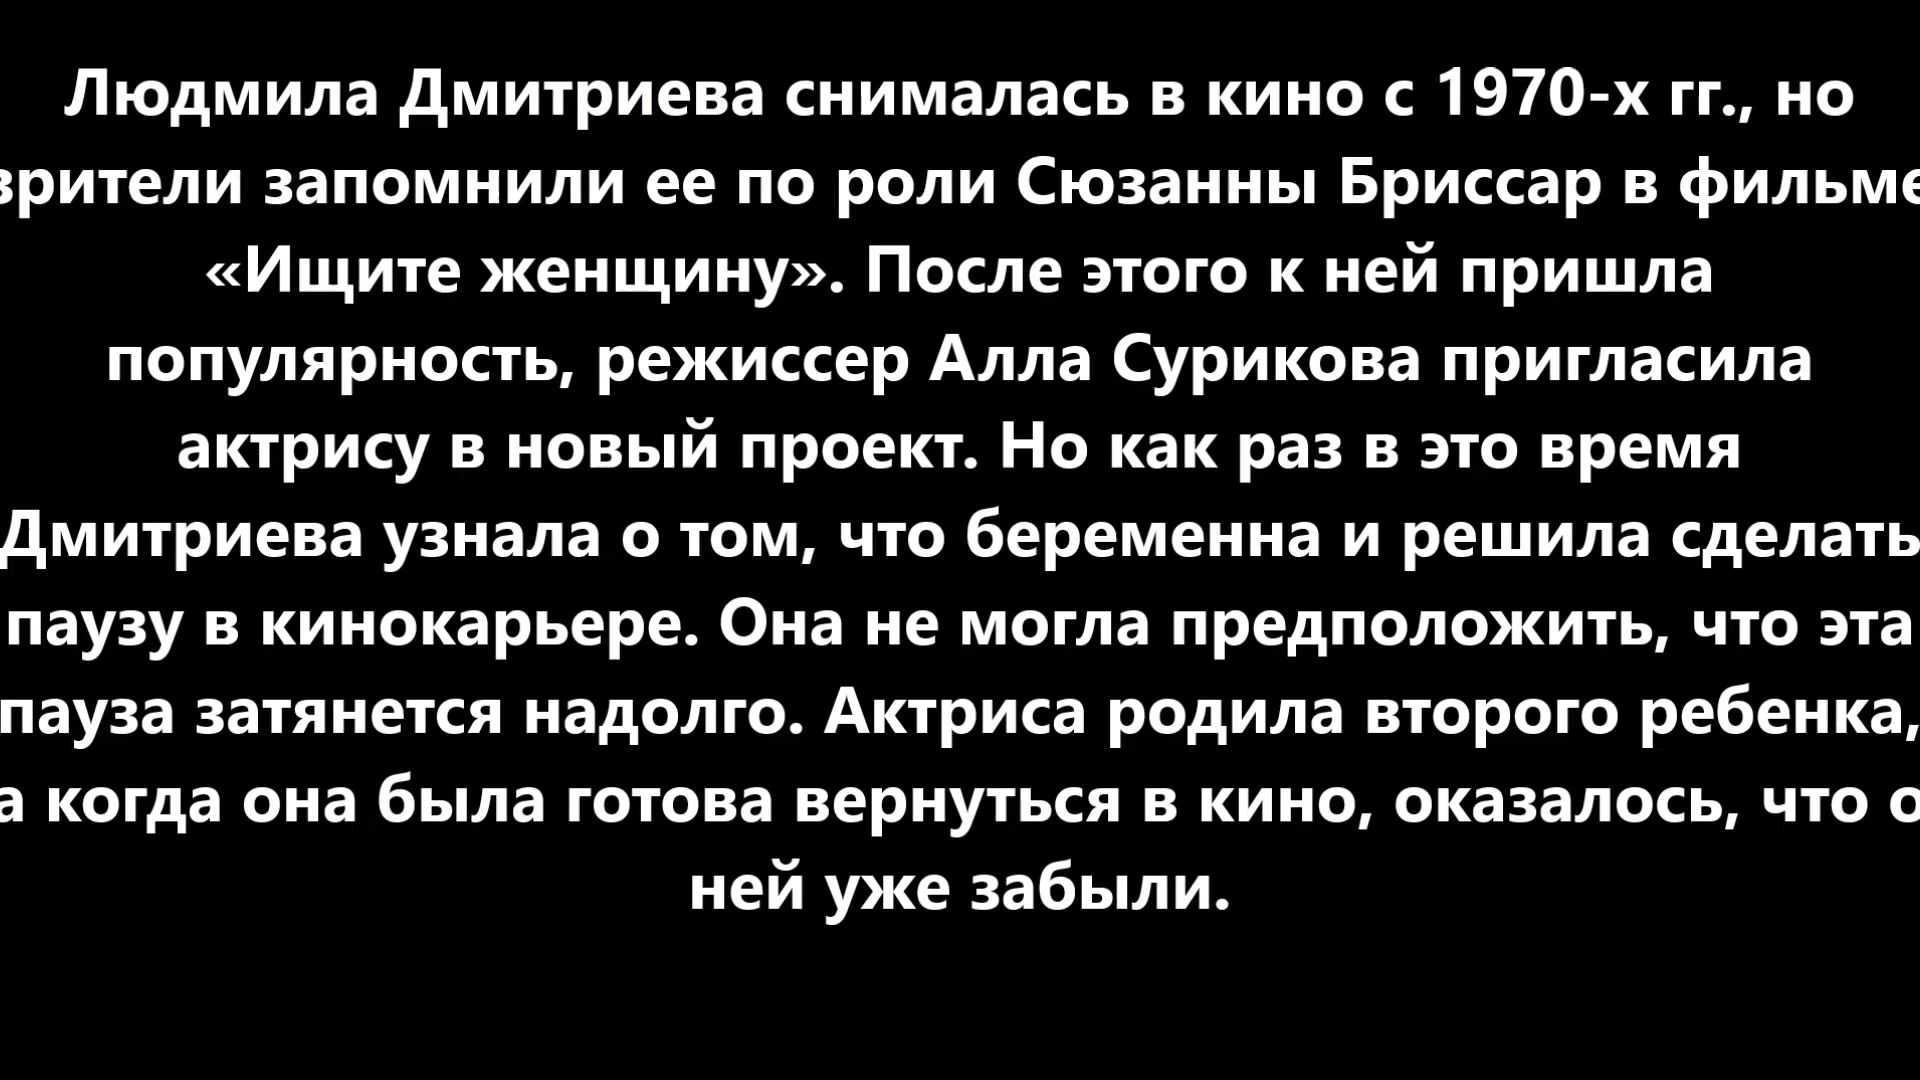 Людмила Дмитриева снималась в кино с 1970-х гг., но
зрители запомнили ее по роли Сюзанны Бриссар в фильме
«Ищите женщину». После этого к ней пришла
популярность, режиссер Алла Сурикова пригласила
актрису в новый проект. Но как раз в это время
Дмитриева узнала о том, что беременна и решила сделать
паузу в кинокарьере. Она не могла предположить, что эта
пауза затянется надолго. Актриса родила второго ребенка,
а когда она была готова вернуться в кино, оказалось, что о
ней уже забыли.